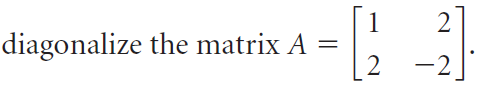 diagonalize the matrix A = [1 2
2 -2].